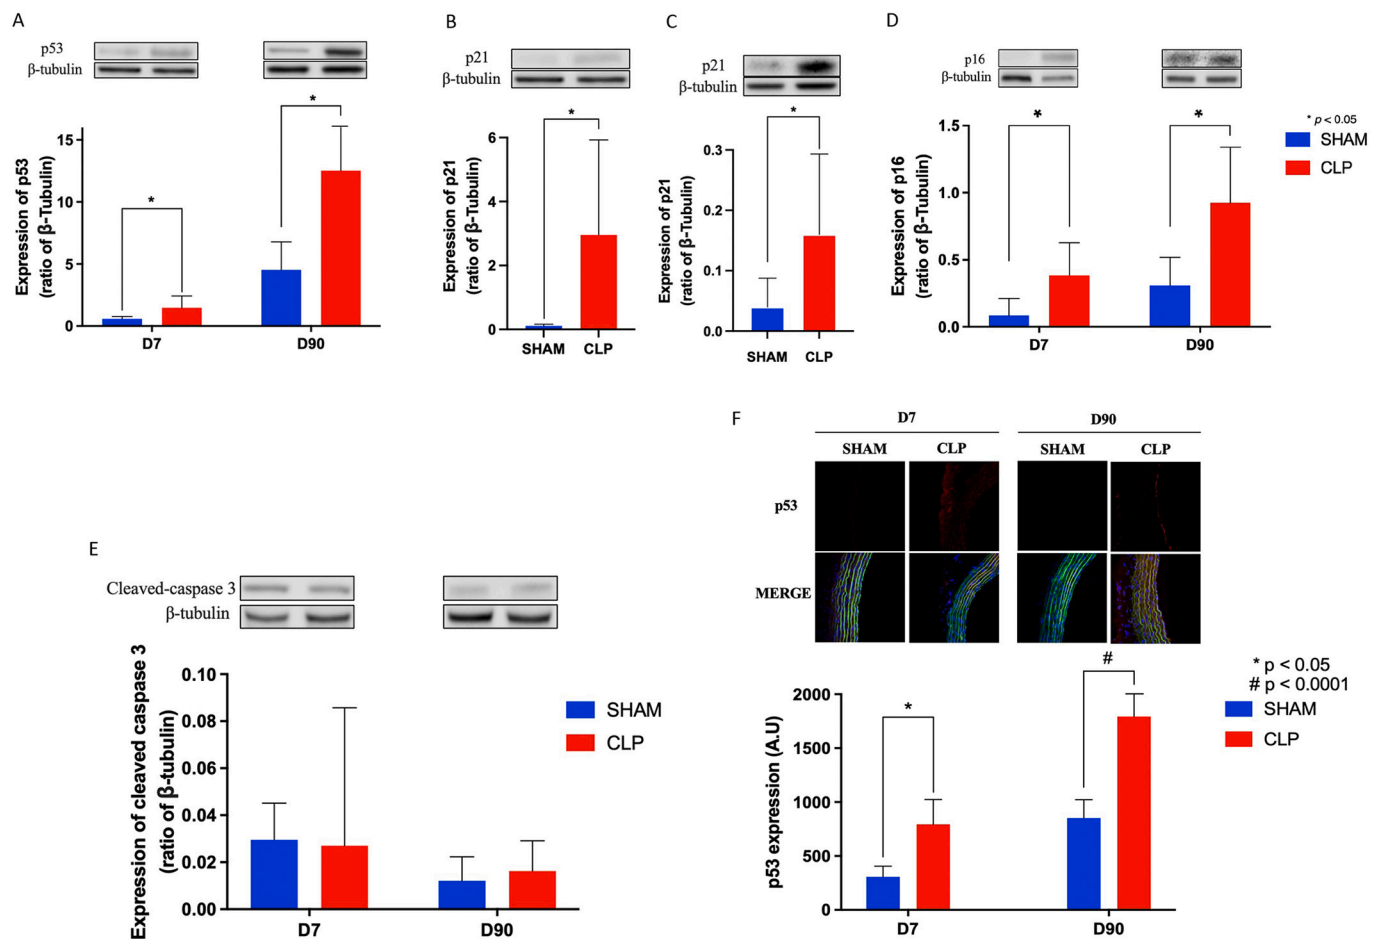 A
p53
β-tubulin
*
*
Expression of p53
(ratio of β-Tubulin)
15
10
5
0
D7
D90
B
p21
β-tubulin
*
Expression of p21
(ratio of β-Tubulin)
6
4
2
0
SHAM
CLP
C
p21
β-tubulin
*
Expression of p21
(ratio of β-Tubulin)
0.3
0.2
0.1
0.0
SHAM
CLP
D
p16
β-tubulin
*
*
Expression of p16
(ratio of β-Tubulin)
1.5
1.0
0.5
0.0
D7
D90
* p < 0.05
SHAM
CLP
E
Cleaved-caspase 3
β-tubulin
Expression of cleaved caspase 3
(ratio of β-tubulin)
0.10
0.08
0.06
0.04
0.02
0.00
D7
D90
SHAM
CLP
F
D7
D90
SHAM
CLP
SHAM
CLP
p53
MERGE
*
#
p53 expression (A.U)
2000
1500
1000
500
0
D7
D90
* p < 0.05
# p < 0.0001
SHAM
CLP